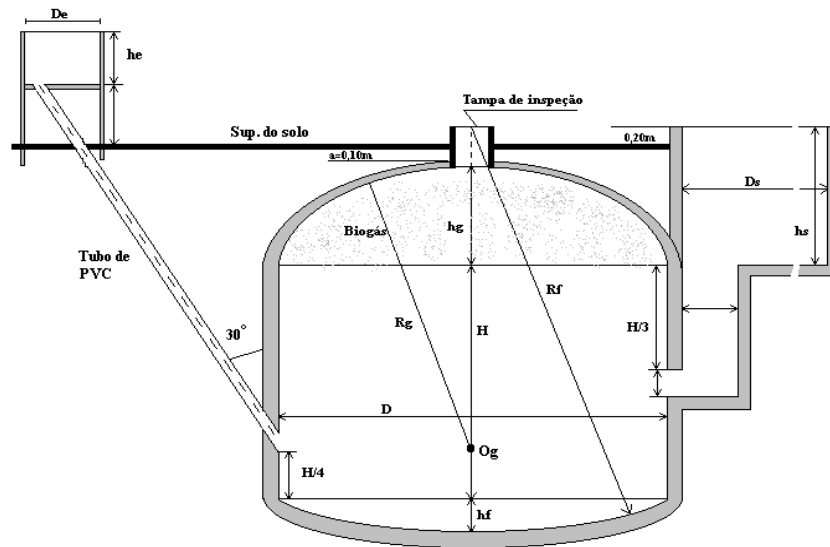 De
he
Tampa de inspeção
Sup. do solo
0,20m
a=0,10m
Ds
Biogás
hg
hs
Tubo de
PVC
Rf
Rg
H
H/3
30°
D
Og
H/4
hf